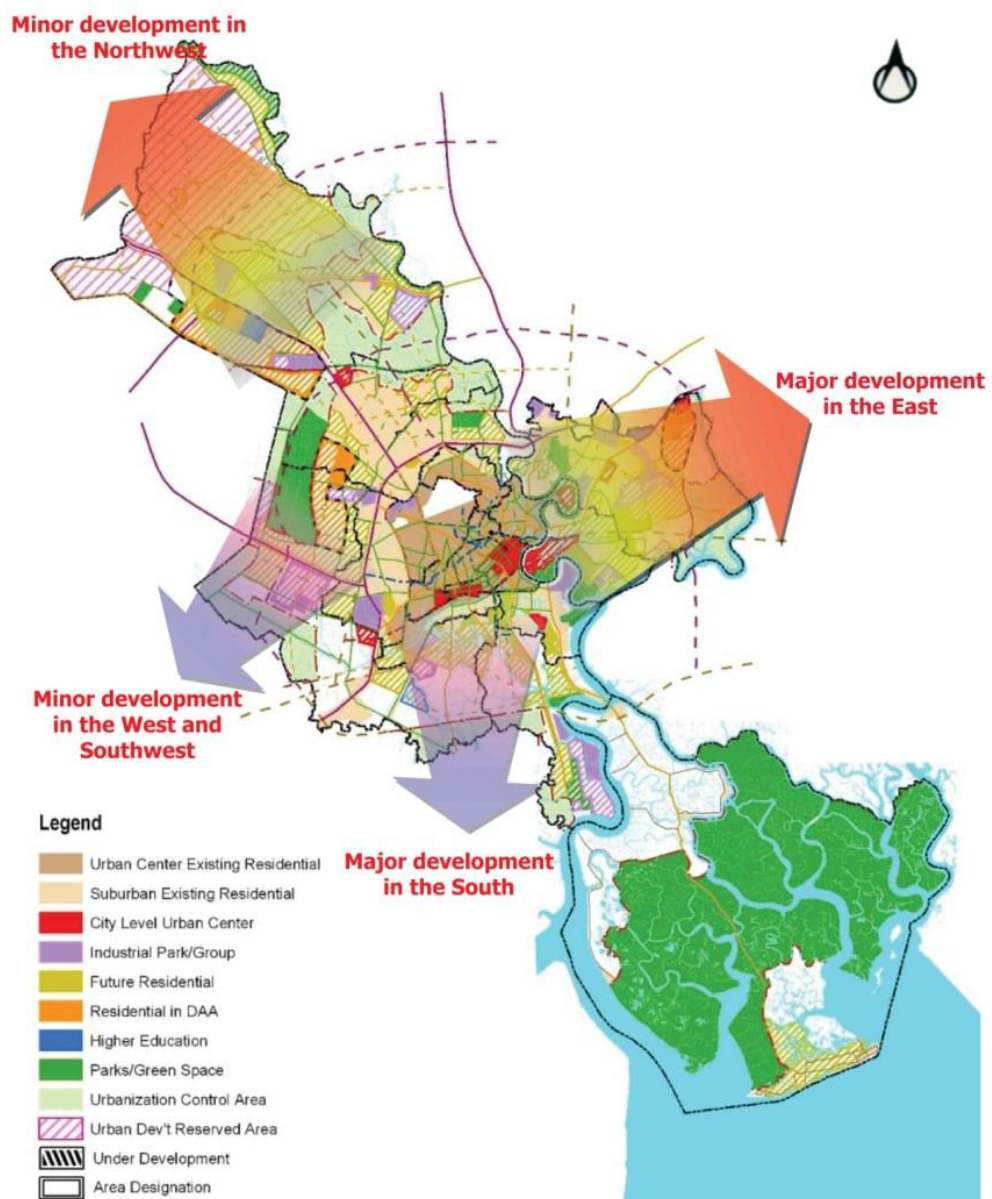 Minor development in
the Northwest
Major development
in the East
Minor development
in the West and
Southwest
Major development
in the South
Legend
Urban Center Existing Residential
Suburban Existing Residential
City Level Urban Center
Industrial Park/Group
Future Residential
Residential in DAA
Higher Education
Parks/Green Space
Urbanization Control Area
Urban Dev't Reserved Area
Under Development
Area Designation